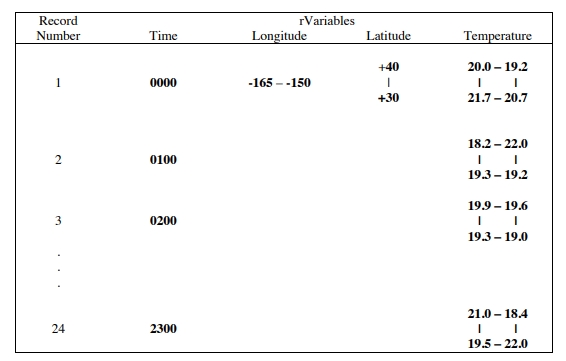 Record rVariables
Number Time Longitude Latitude Temperature
+40 20.0 – 19.2
1 0000 -165 – -150 | | |
+30 21.7 – 20.7
18.2 – 22.0
2 0100 | |
19.3 – 19.2
19.9 – 19.6
3 0200 | |
19.3 – 19.0
.
.
.
21.0 – 18.4
24 2300 | |
19.5 – 22.0